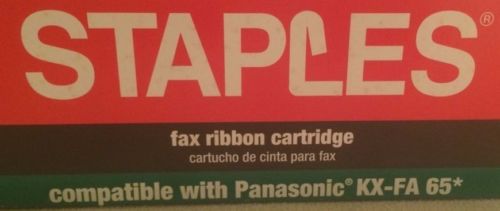 STAPLES®
fax ribbon cartridge
cartucho de cinta para fax
compatible with Panasonic® KX-FA 65*